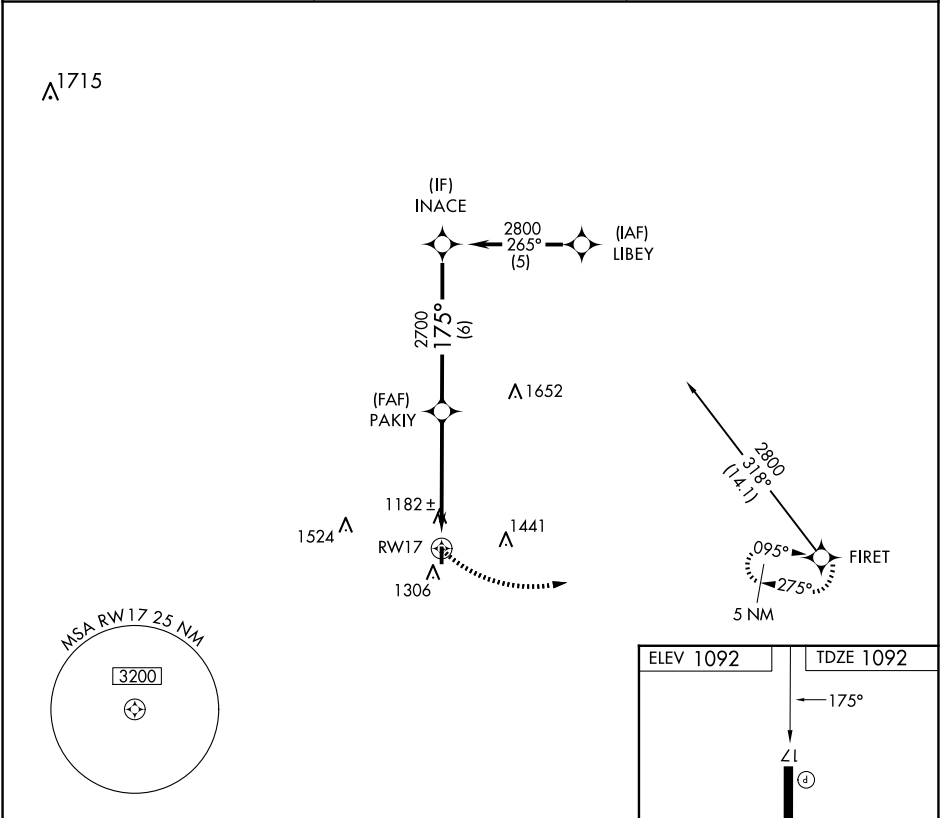 1715
(IF)
INACE
2800
265°
(5)
(IAF)
LIBEY
2700
175°
(6)
(FAF)
PAKIY
1652
2800
318°
(14.1)
1182 ±
1524
1441
RW17
1306
095°
FIRET
275°
5 NM
MSA RW17 25 NM
3200
ELEV 1092
TDZE 1092
175°
17
P